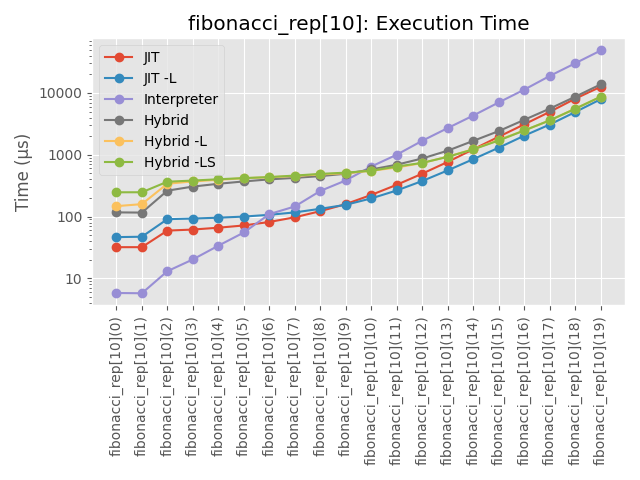 fibonacci_rep[10]: Execution Time
JIT
JIT -L
Interpreter
Hybrid
Hybrid -L
Hybrid -LS
Time (µs)
10000
1000
100
10
fibonacci_rep[10](0)
fibonacci_rep[10](1)
fibonacci_rep[10](2)
fibonacci_rep[10](3)
fibonacci_rep[10](4)
fibonacci_rep[10](5)
fibonacci_rep[10](6)
fibonacci_rep[10](7)
fibonacci_rep[10](8)
fibonacci_rep[10](9)
fibonacci_rep[10](10)
fibonacci_rep[10](11)
fibonacci_rep[10](12)
fibonacci_rep[10](13)
fibonacci_rep[10](14)
fibonacci_rep[10](15)
fibonacci_rep[10](16)
fibonacci_rep[10](17)
fibonacci_rep[10](18)
fibonacci_rep[10](19)